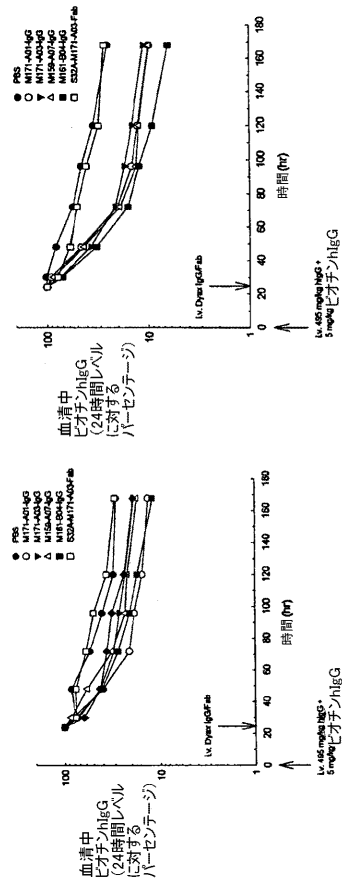 血清中
ビオチンhIgG
(24時間レベル
に対する
パーセンテージ)
100
10
1
● PBS
○ M171-A01-IgG
▼ M171-A03-IgG
△ M159-A07-IgG
■ M161-B04-IgG
□ S32A-M171-A03-Fab
0 20 40 60 80 100 120 140 160 180
時間(hr)
i.v. Dyax IgG/Fab
i.v. 495 mg/kg hIgG +
5 mg/kg ビオチンhIgG
血清中
ビオチンhIgG
(24時間レベル
に対する
パーセンテージ)
100
10
1
● PBS
○ M171-A01-IgG
▼ M171-A03-IgG
△ M159-A07-IgG
■ M161-B04-IgG
□ S32A-M171-A03-Fab
0 20 40 60 80 100 120 140 160 180
時間(hr)
i.v. Dyax IgG/Fab
i.v. 495 mg/kg hIgG +
5 mg/kg ビオチンhIgG